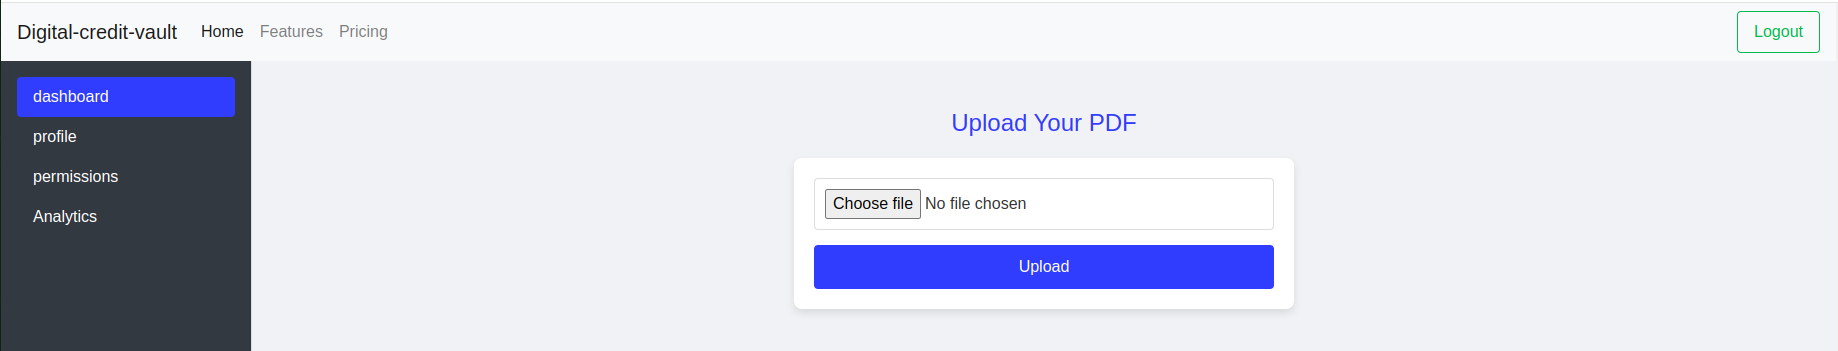 Digital-credit-vault Home Features Pricing Logout
dashboard
profile
permissions
Analytics
Upload Your PDF
Choose file No file chosen
Upload